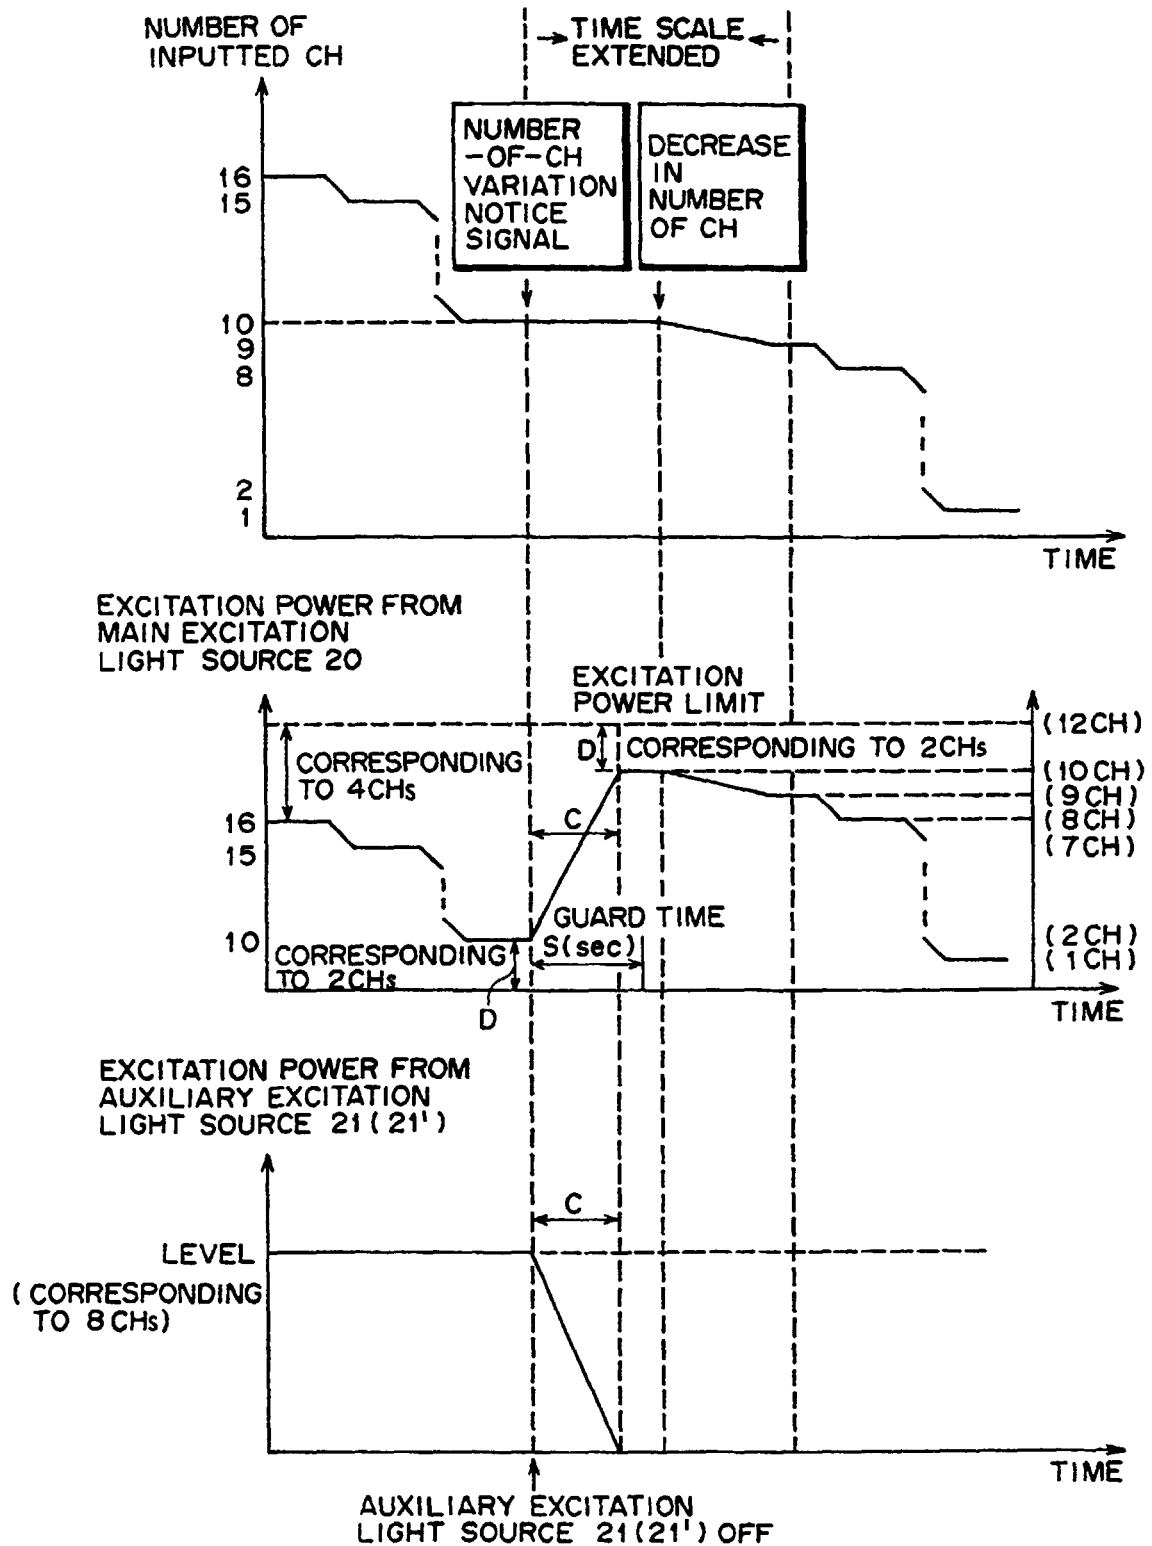 NUMBER OF
INPUTTED CH
TIME SCALE
EXTENDED
NUMBER
-OF-CH
VARIATION
NOTICE
SIGNAL
DECREASE
IN
NUMBER
OF CH
16
15
10
9
8
2
1
TIME
EXCITATION POWER FROM
MAIN EXCITATION
LIGHT SOURCE 20
EXCITATION
POWER LIMIT
(12CH)
D
CORRESPONDING TO 2CHs
CORRESPONDING
TO 4CHs
(10CH)
(9CH)
(8CH)
(7CH)
16
15
C
GUARD TIME
S(sec)
10
(2CH)
(1CH)
CORRESPONDING
TO 2CHs
D
TIME
EXCITATION POWER FROM
AUXILIARY EXCITATION
LIGHT SOURCE 21(21')
C
LEVEL
(CORRESPONDING
TO 8CHs)
TIME
AUXILIARY EXCITATION
LIGHT SOURCE 21(21') OFF